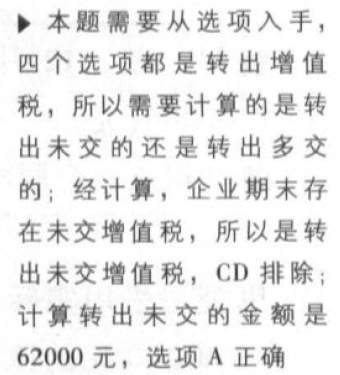 ▶ 本题需要从选项入手，
四个选项都是转出增值
税，所以需要计算的是转
出未交的还是转出多交
的；经计算，企业期末存
在未交增值税，所以是转
出未交增值税，CD 排除；
计算转出未交的金额是
62000 元，选项 A 正确